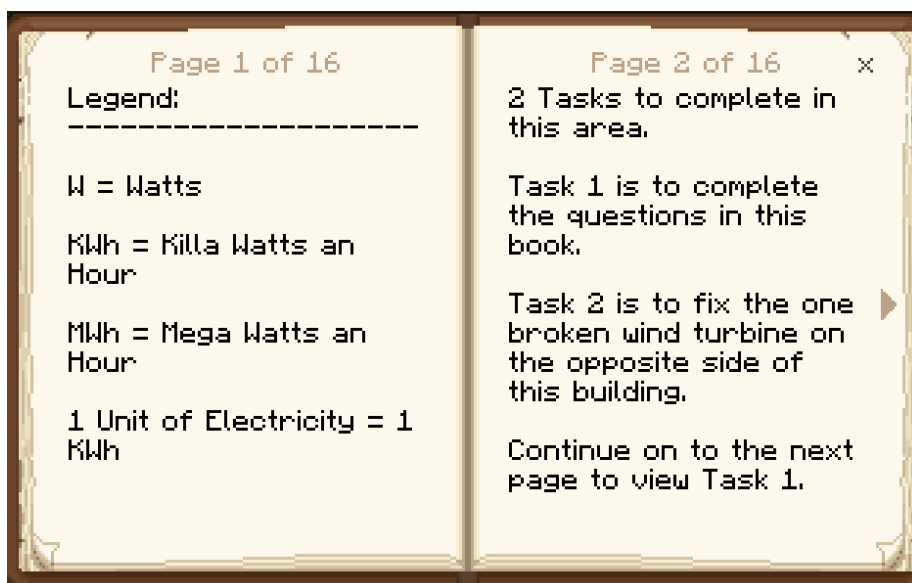 Page 1 of 16
Legend:
--------------------
W = Watts
KWh = Killa Watts an
Hour
MWh = Mega Watts an
Hour
1 Unit of Electricity = 1
KWh
Page 2 of 16
x
2 Tasks to complete in
this area.
Task 1 is to complete
the questions in this
book.
Task 2 is to fix the one
broken wind turbine on
the opposite side of
this building.
Continue on to the next
page to view Task 1.